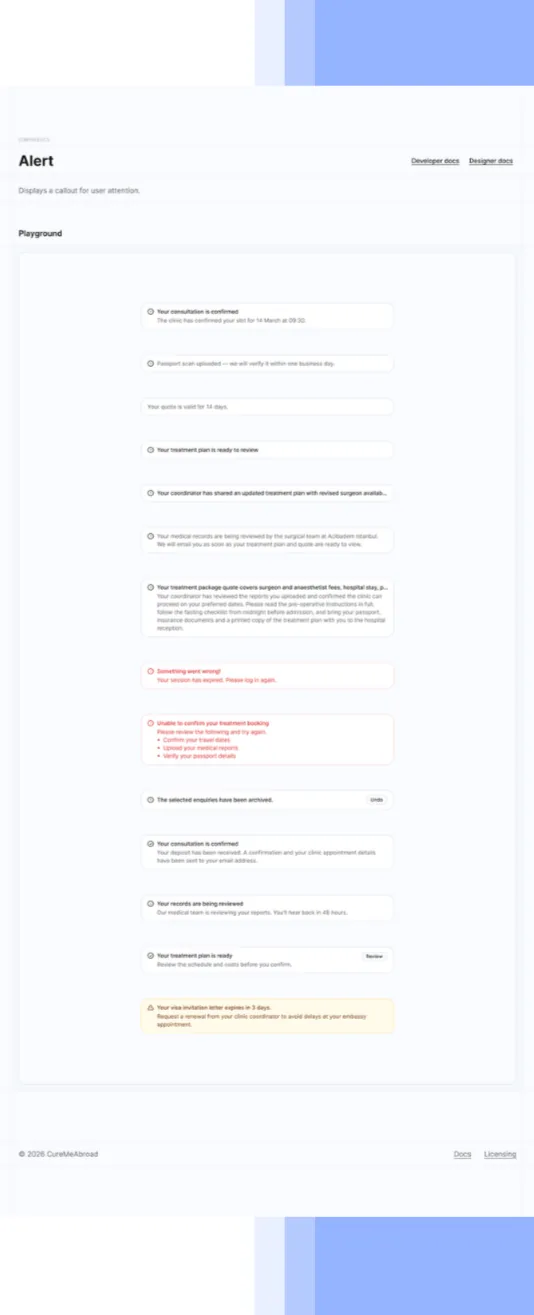 COMPONENTS
Alert
Developer docs
Designer docs
Displays a callout for user attention.
Playground
Your consultation is confirmed
The clinic has confirmed your slot for 14 March at 09:30.
Passport scan uploaded — we will verify it within one business day.
Your quote is valid for 14 days.
Your treatment plan is ready to review
Your coordinator has shared an updated treatment plan with revised surgeon availab...
Your medical records are being reviewed by the surgical team at Acibadem Istanbul.
We will email you as soon as your treatment plan and quote are ready to view.
Your treatment package quote covers surgeon and anaesthetist fees, hospital stay, p...
Your coordinator has reviewed the reports you uploaded and confirmed the clinic can
proceed on your preferred dates. Please read the pre-operative instructions in full,
follow the fasting checklist from midnight before admission, and bring your passport,
insurance documents and a printed copy of the treatment plan with you to the hospital
reception.
Something went wrong!
Your session has expired. Please log in again.
Unable to confirm your treatment booking
Please review the following and try again.
• Confirm your travel dates
• Upload your medical reports
• Verify your passport details
The selected enquiries have been archived.
Undo
Your consultation is confirmed
Your deposit has been received. A confirmation and your clinic appointment details
have been sent to your email address.
Your records are being reviewed
Our medical team is reviewing your reports. You'll hear back in 48 hours.
Your treatment plan is ready
Review the schedule and costs before you confirm.
Review
Your visa invitation letter expires in 3 days.
Request a renewal from your clinic coordinator to avoid delays at your embassy
appointment.
© 2026 CureMeAbroad
Docs
Licensing